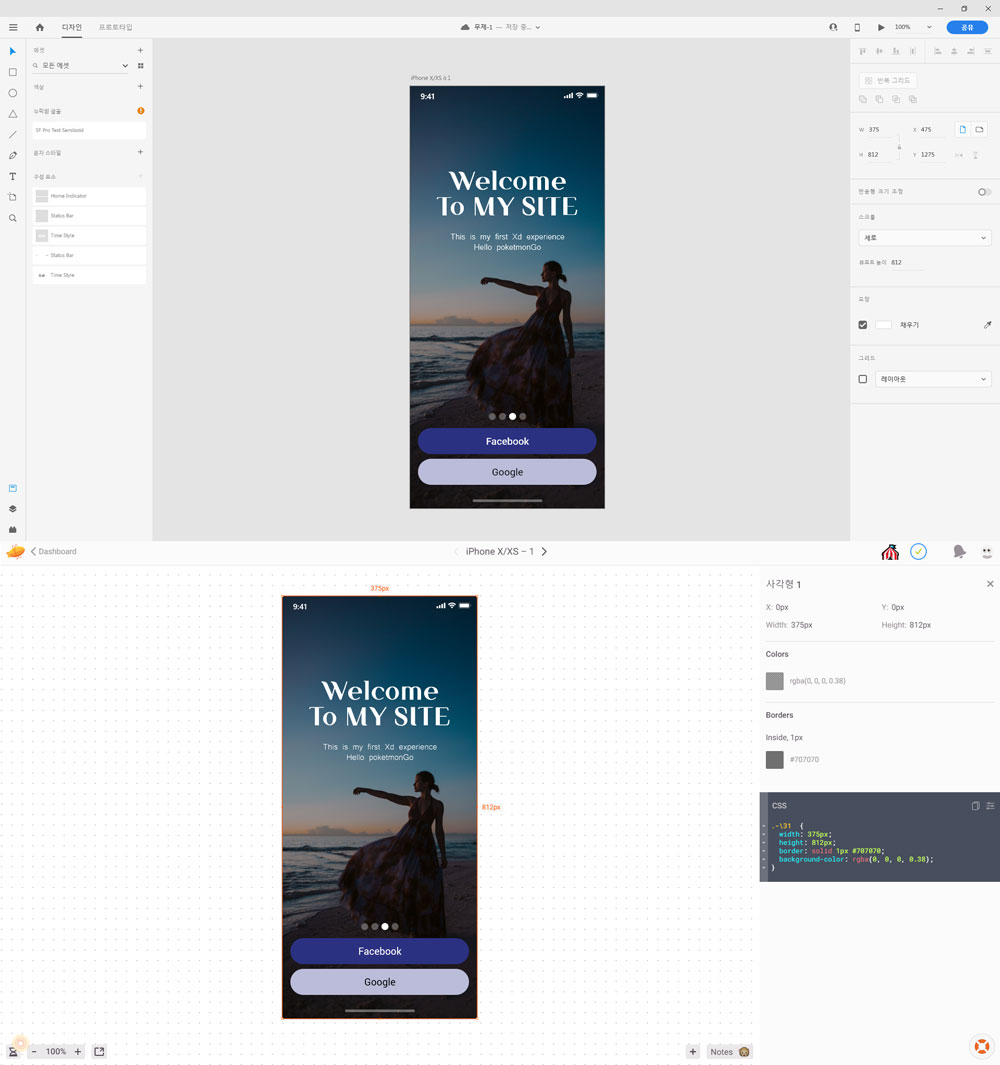 디자인
프로토타입
무제-1 — 저장 중...
100%
공유
에셋
모든 에셋
색상
누락된 글꼴
SF Pro Text Semibold
문자 스타일
구성 요소
Home Indicator
Status Bar
Time Style
Status Bar
Time Style
iPhone X/XS ô 1
9:41
Welcome
To MY SITE
This is my first Xd experience
Hello poketmonGo
Facebook
Google
반복 그리드
W 375
X 475
H 812
Y 1275
반응형 크기 조정
스크롤
세로
뷰포트 높이 812
모양
채우기
그리드
레이아웃
Dashboard
iPhone X/XS – 1
375px
9:41
Welcome
To MY SITE
This is my first Xd experience
Hello poketmonGo
812px
Facebook
Google
100%
Notes
사각형 1
X: 0px
Y: 0px
Width: 375px
Height: 812px
Colors
rgba(0, 0, 0, 0.38)
Borders
Inside, 1px
#707070
CSS
.-\31 {
width: 375px;
height: 812px;
border: solid 1px #707070;
background-color: rgba(0, 0, 0, 0.38);
}